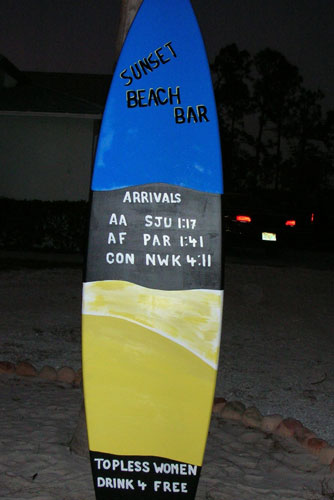 SUNSET
BEACH
BAR
ARRIVALS
AA SJU 1:17
AF PAR 1:41
CON NWK 4:11
TOPLESS WOMEN
DRINK 4 FREE